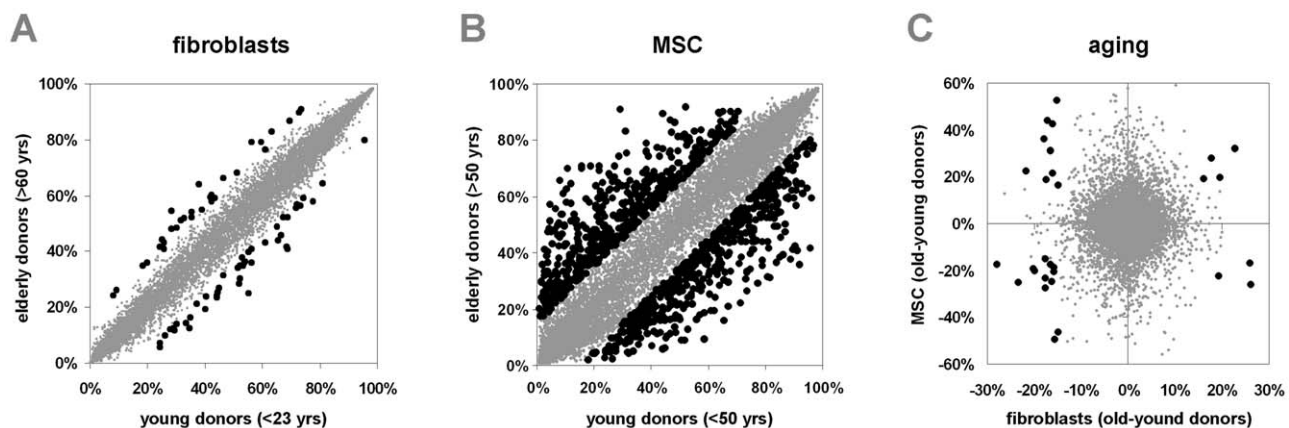 A
fibroblasts
100%
80%
60%
40%
20%
0%
elderly donors (>60 yrs)
0% 20% 40% 60% 80% 100%
young donors (<23 yrs)
B
MSC
100%
80%
60%
40%
20%
0%
elderly donors (>50 yrs)
0% 20% 40% 60% 80% 100%
young donors (<50 yrs)
C
aging
60%
40%
20%
0%
-20%
-40%
-60%
MSC (old-young donors)
-30% -20% -10% 0% 10% 20% 30%
fibroblasts (old-yound donors)